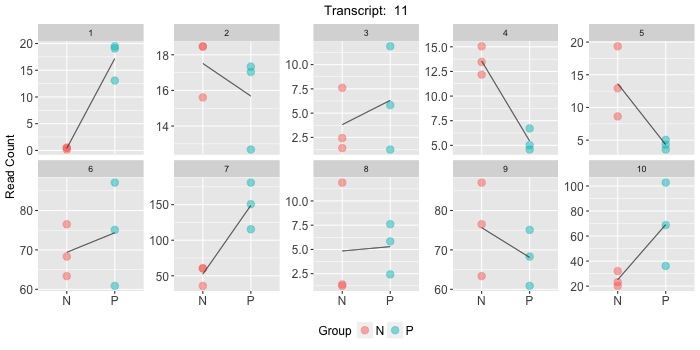 Transcript: 11
1 2 3 4 5
20 15 10 5 0
18 16 14
10.0 7.5 5.0 2.5
15.0 12.5 10.0 7.5 5.0
20 15 10 5
Read Count
6 7 8 9 10
80 70 60
150 100 50
10.0 7.5 5.0 2.5
80 70 60
100 80 60 40 20
N P N P N P N P N P
Group N P